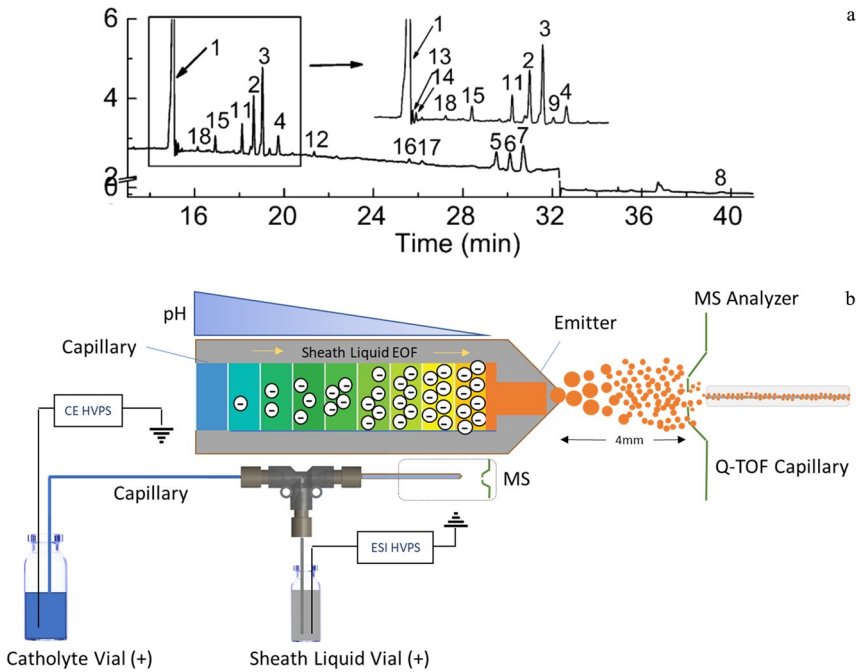 a
6
4
2
0
1
18
15
11
2
3
4
12
16
17
5
6
7
8
1
13
14
18
15
11
2
3
9
4
16 20 24 28 32 36 40
Time (min)
b
pH
MS Analyzer
Emitter
Capillary
Sheath Liquid EOF
CE HVPS
4mm
Q-TOF Capillary
MS
Capillary
ESI HVPS
Catholyte Vial (+)
Sheath Liquid Vial (+)